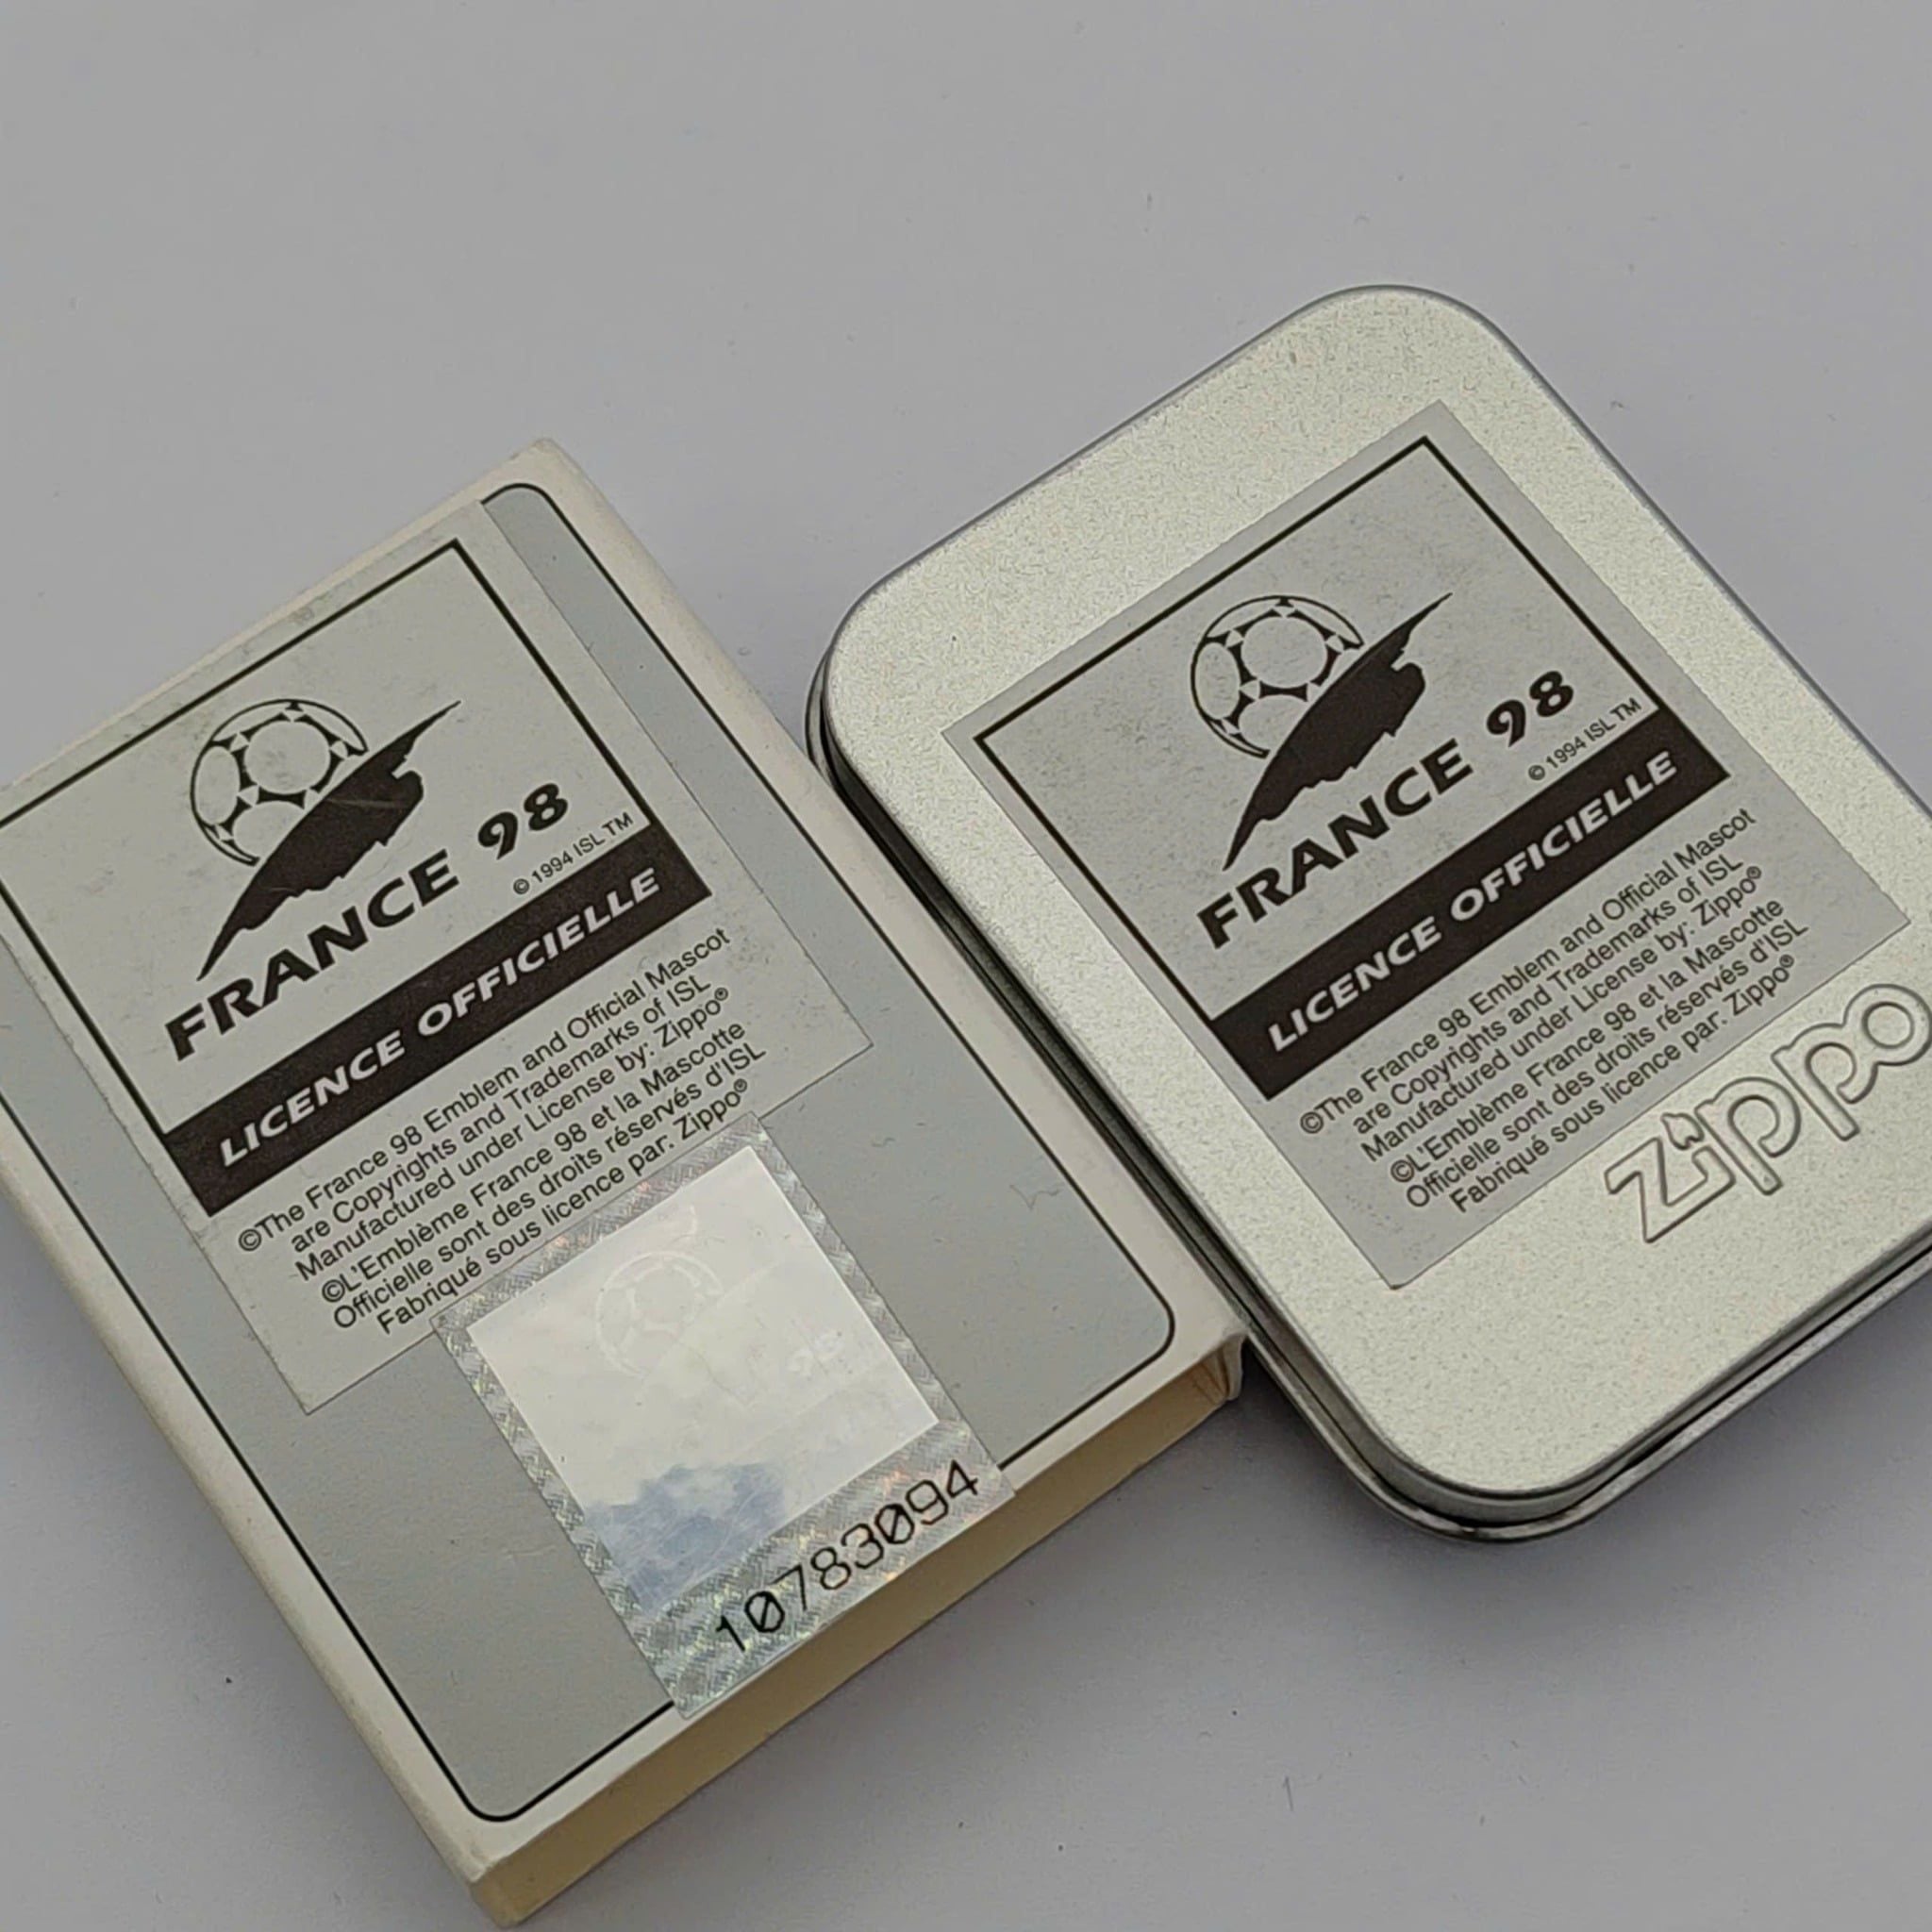 FRANCE 98
© 1994 ISL TM
LICENCE OFFICIELLE
©The France 98 Emblem and Official Mascot
are Copyrights and Trademarks of ISL
Manufactured under License by: Zippo®
©L'Emblème France 98 et la Mascotte
Officielle sont des droits réservés d'ISL
Fabriqué sous licence par: Zippo®
98
10783094
FRANCE 98
© 1994 ISL TM
LICENCE OFFICIELLE
©The France 98 Emblem and Official Mascot
are Copyrights and Trademarks of ISL
Manufactured under License by: Zippo®
©L'Emblème France 98 et la Mascotte
Officielle sont des droits réservés d'ISL
Fabriqué sous licence par: Zippo®
zippo